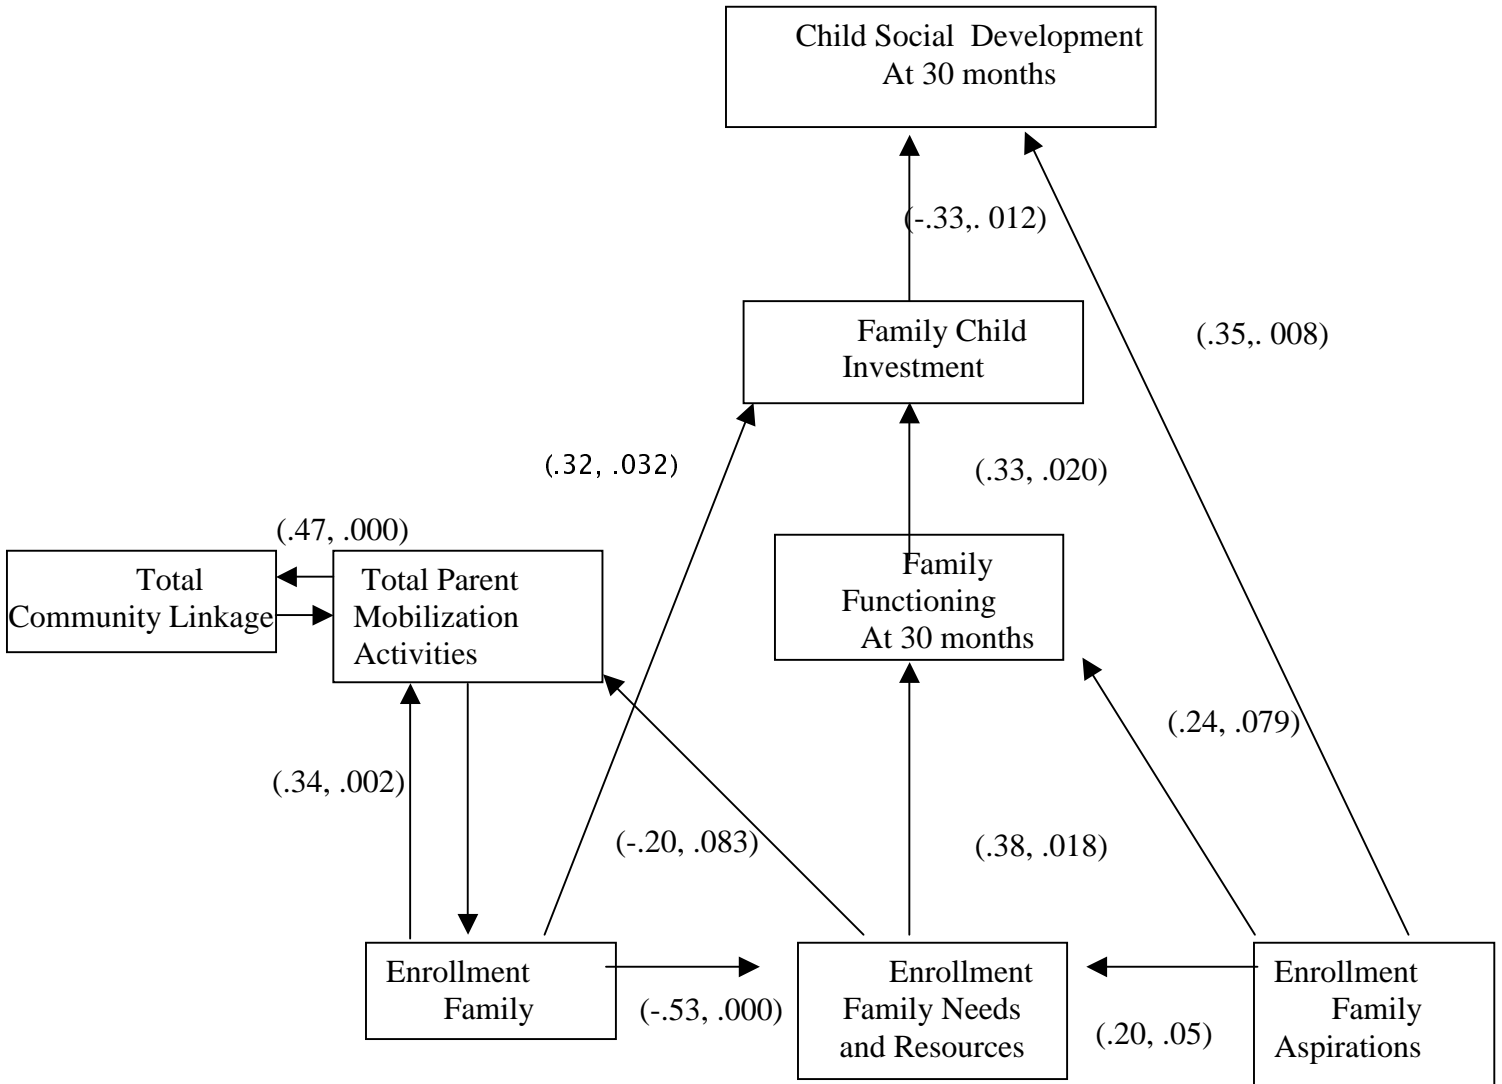 Child Social Development
At 30 months
(-.33,. 012)
Family Child
Investment
(.35,. 008)
(.32, .032)
(.33, .020)
(.47, .000)
Total
Community Linkage
Total Parent
Mobilization
Activities
Family
Functioning
At 30 months
(.24, .079)
(.34, .002)
(-.20, .083)
(.38, .018)
Enrollment
Family
(-.53, .000)
Enrollment
Family Needs
and Resources
(.20, .05)
Enrollment
Family
Aspirations